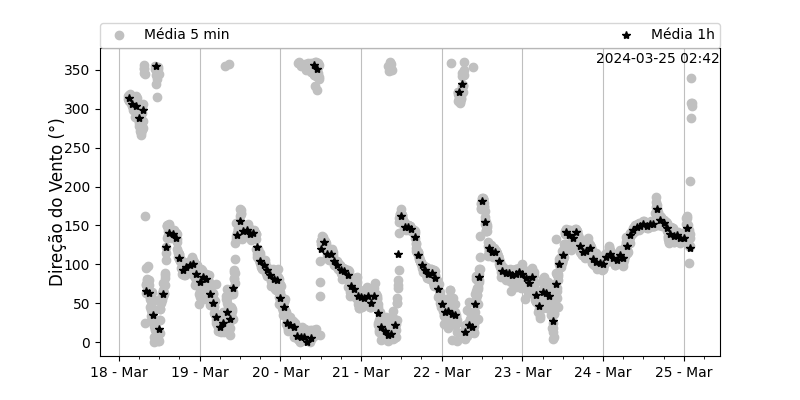 Média 5 min
Média 1h
2024-03-25 02:42
Direção do Vento (°)
350
300
250
200
150
100
50
0
18 - Mar
19 - Mar
20 - Mar
21 - Mar
22 - Mar
23 - Mar
24 - Mar
25 - Mar